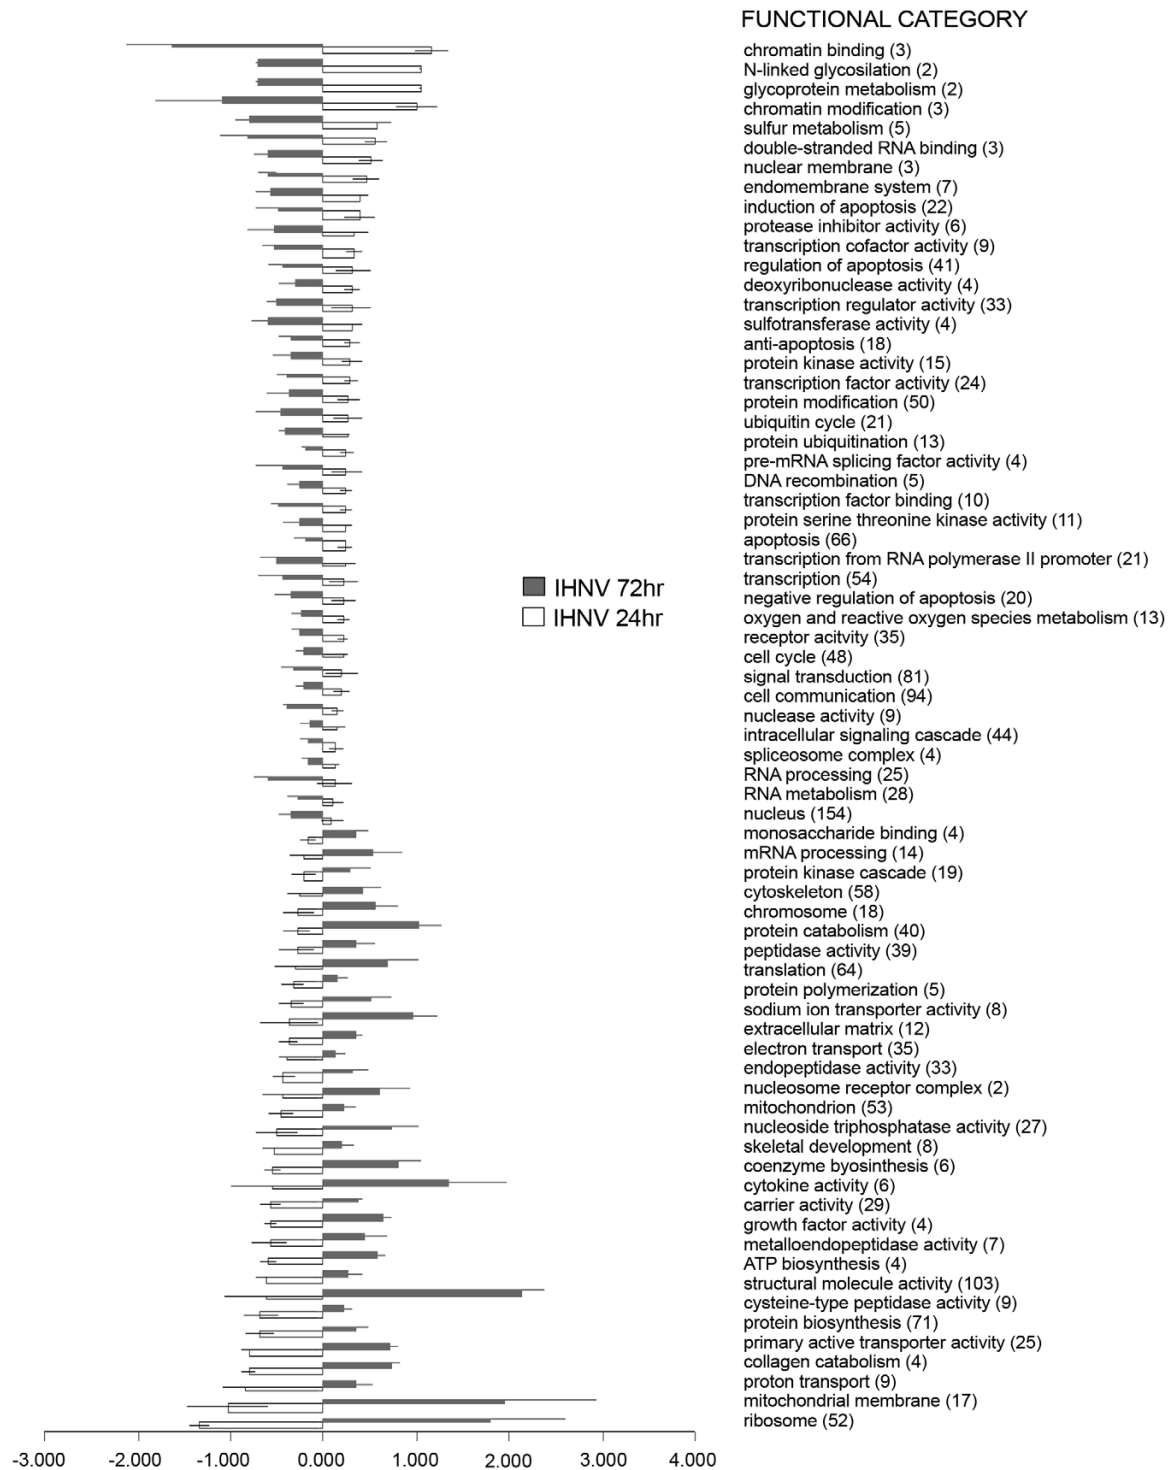 FUNCTIONAL CATEGORY
chromatin binding (3)
N-linked glycosilation (2)
glycoprotein metabolism (2)
chromatin modification (3)
sulfur metabolism (5)
double-stranded RNA binding (3)
nuclear membrane (3)
endomembrane system (7)
induction of apoptosis (22)
protease inhibitor activity (6)
transcription cofactor activity (9)
regulation of apoptosis (41)
deoxyribonuclease activity (4)
transcription regulator activity (33)
sulfotransferase activity (4)
anti-apoptosis (18)
protein kinase activity (15)
transcription factor activity (24)
protein modification (50)
ubiquitin cycle (21)
protein ubiquitination (13)
pre-mRNA splicing factor activity (4)
DNA recombination (5)
transcription factor binding (10)
protein serine threonine kinase activity (11)
apoptosis (66)
transcription from RNA polymerase II promoter (21)
transcription (54)
negative regulation of apoptosis (20)
oxygen and reactive oxygen species metabolism (13)
receptor acitvity (35)
cell cycle (48)
signal transduction (81)
cell communication (94)
nuclease activity (9)
intracellular signaling cascade (44)
spliceosome complex (4)
RNA processing (25)
RNA metabolism (28)
nucleus (154)
monosaccharide binding (4)
mRNA processing (14)
protein kinase cascade (19)
cytoskeleton (58)
chromosome (18)
protein catabolism (40)
peptidase activity (39)
translation (64)
protein polymerization (5)
sodium ion transporter activity (8)
extracellular matrix (12)
electron transport (35)
endopeptidase activity (33)
nucleosome receptor complex (2)
mitochondrion (53)
nucleoside triphosphatase activity (27)
skeletal development (8)
coenzyme byosinthesis (6)
cytokine activity (6)
carrier activity (29)
growth factor activity (4)
metalloendopeptidase activity (7)
ATP biosynthesis (4)
structural molecule activity (103)
cysteine-type peptidase activity (9)
protein biosynthesis (71)
primary active transporter activity (25)
collagen catabolism (4)
proton transport (9)
mitochondrial membrane (17)
ribosome (52)
IHNV 72hr
IHNV 24hr
-3.000 -2.000 -1.000 0.000 1.000 2.000 3.000 4.000